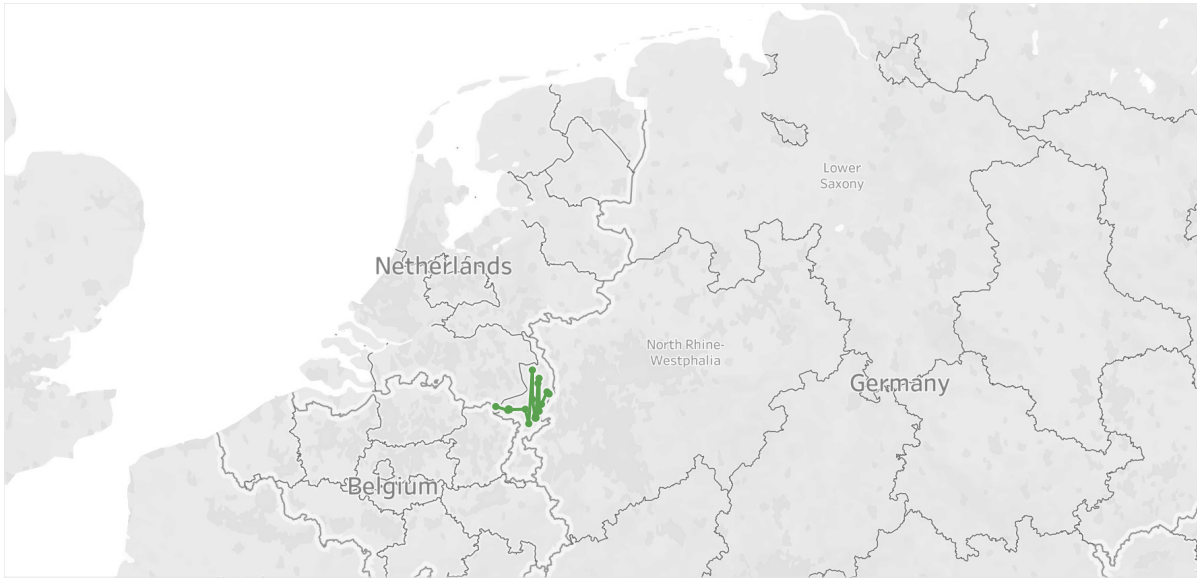 Lower
Saxony
Netherlands
North Rhine-
Westphalia
Germany
Belgium